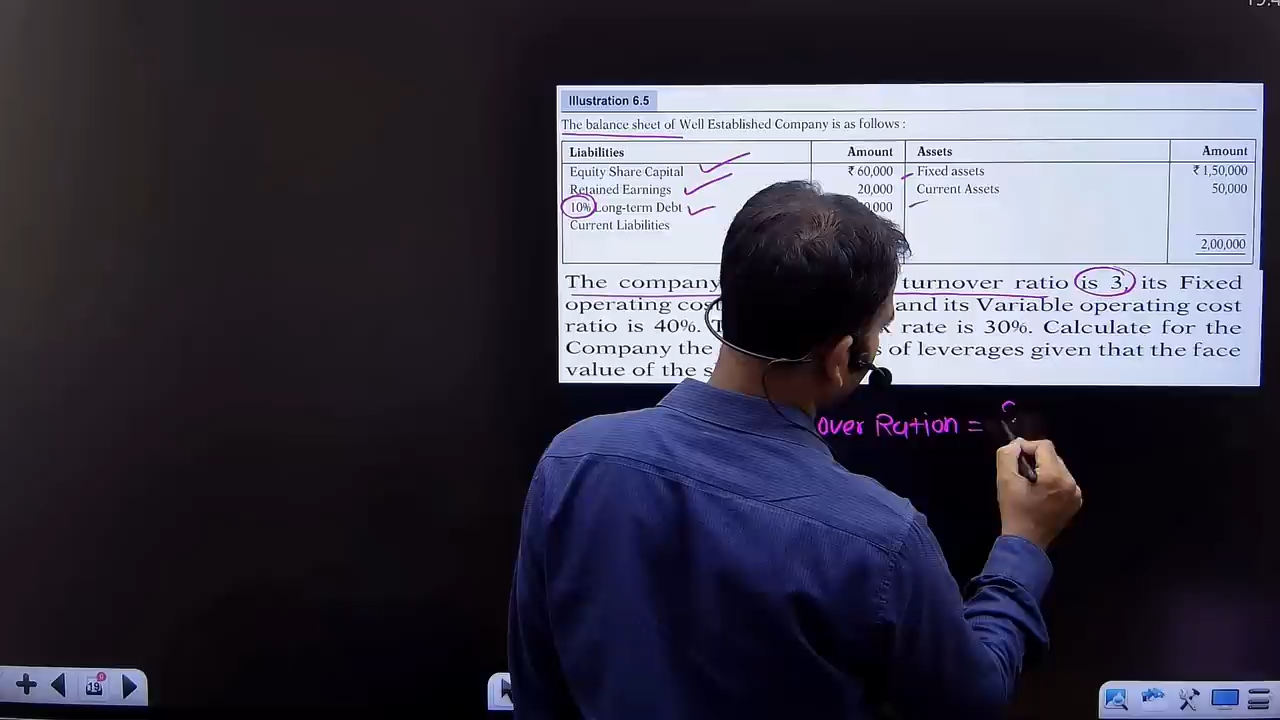 Illustration 6.5
The balance sheet of Well Established Company is as follows :
Liabilities Amount Assets Amount
Equity Share Capital ₹ 60,000 Fixed assets ₹ 1,50,000
Retained Earnings 20,000 Current Assets 50,000
10% Long-term Debt
Current Liabilities
2,00,000
The company turnover ratio is 3, its Fixed
operating and its Variable operating cost
ratio is 40%. rate is 30%. Calculate for the
Company the of leverages given that the face
value of the
over Ration =
19